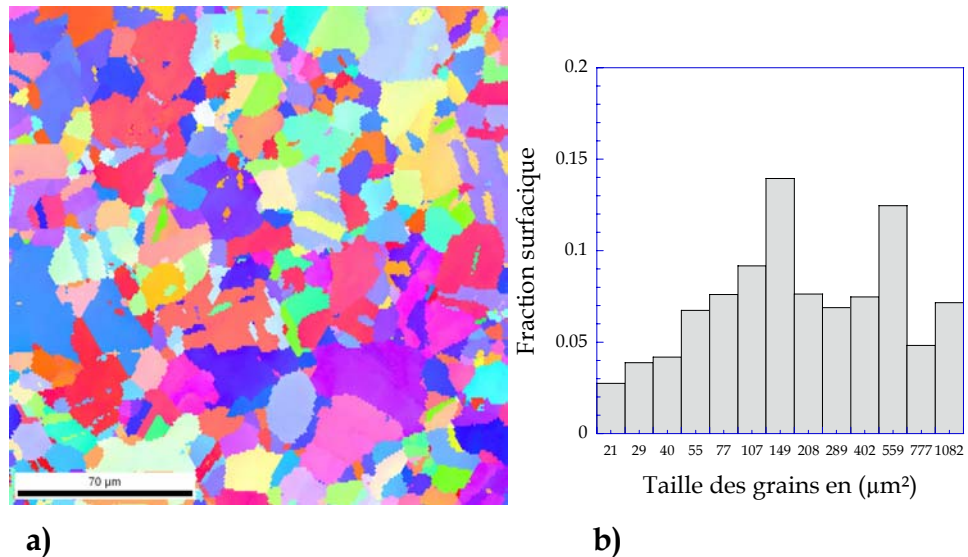 70 µm
a)
0.2
0.15
0.1
0.05
0
Fraction surfacique
21 29 40 55 77 107 149 208 289 402 559 777 1082
Taille des grains en (µm²)
b)